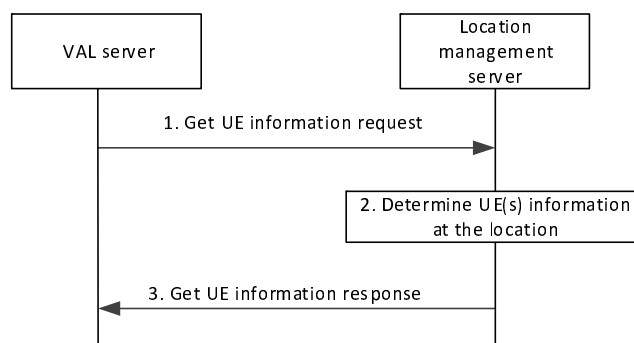 VAL server
Location
management
server
1. Get UE information request
2. Determine UE(s) information
at the location
3. Get UE information response